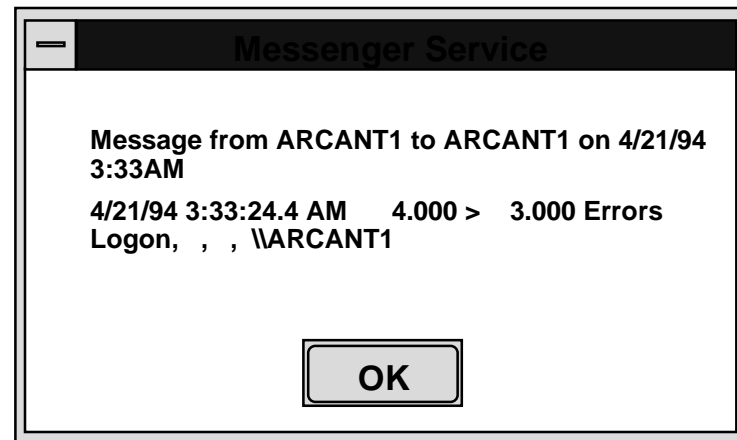 Messenger Service
Message from ARCANT1 to ARCANT1 on 4/21/94
3:33AM
4/21/94 3:33:24.4 AM 4.000 > 3.000 Errors
Logon, , , \\ARCANT1
OK